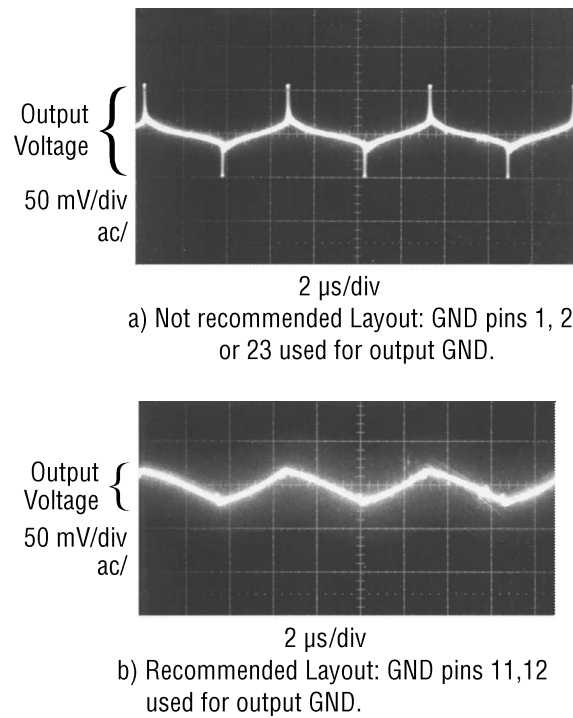 Output
Voltage
50 mV/div
ac/
2 µs/div
a) Not recommended Layout: GND pins 1, 2
or 23 used for output GND.
Output
Voltage
50 mV/div
ac/
2 µs/div
b) Recommended Layout: GND pins 11,12
used for output GND.